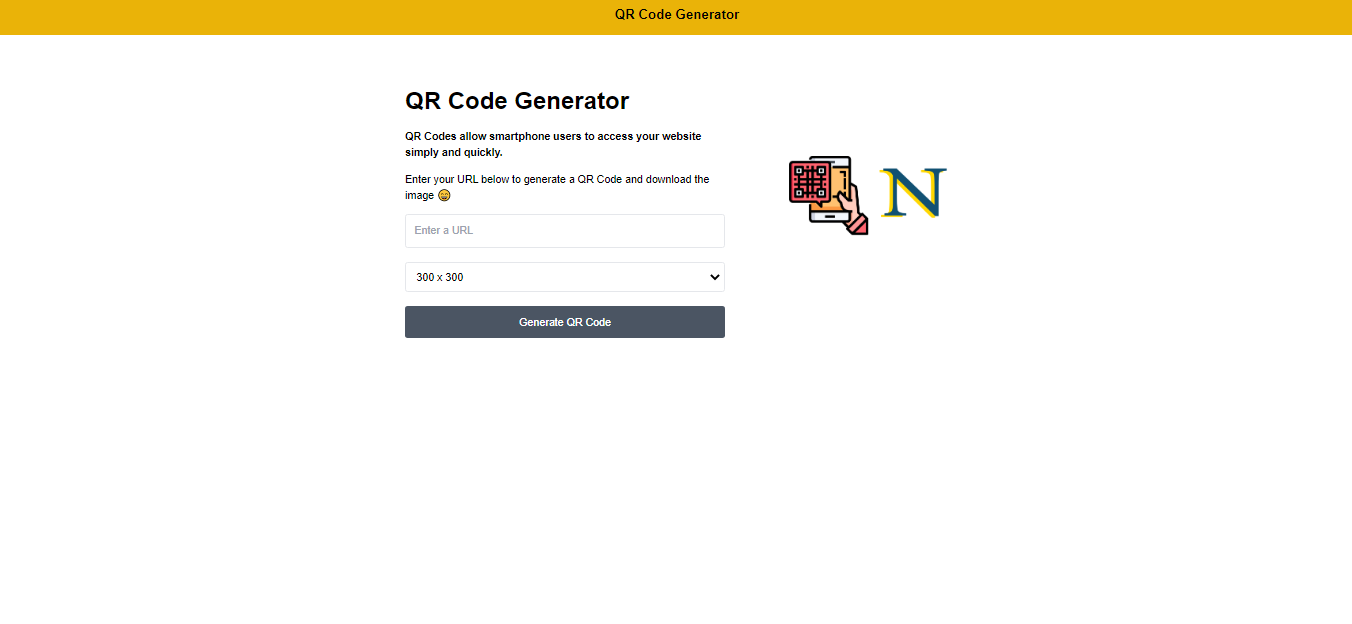 QR Code Generator
QR Code Generator
QR Codes allow smartphone users to access your website
simply and quickly.
Enter your URL below to generate a QR Code and download the
image 😄
N
Enter a URL
300 x 300
Generate QR Code